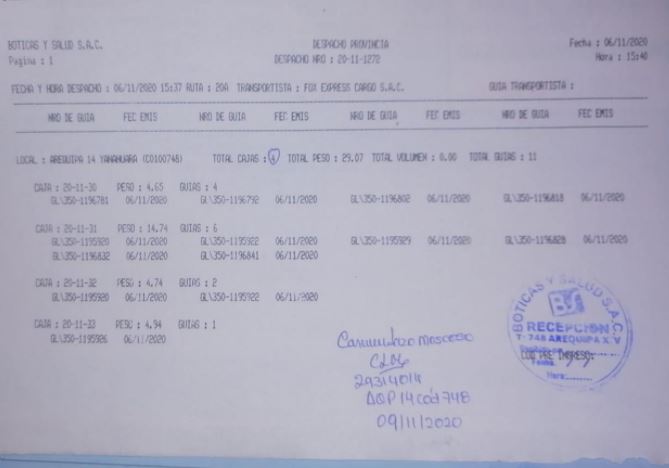 BOTICAS Y SALUD S.A.C. DESPACHO PROVINCIA Fecha : 06/11/2020
Pagina : 1 DESPACHO NRO : 20-11-1272 Hora : 15:40
FECHA Y HORA DESPACHO : 06/11/2020 15:37 RUTA : 20A TRANSPORTISTA : FOX EXPRESS CARGO S.A.C. GUIA TRANSPORTISTA :
NRO DE GUIA FEC EMIS NRO DE GUIA FEC EMIS NRO DE GUIA FEC EMIS NRO DE GUIA FEC EMIS
LOCAL : AREQUIPA 14 YANAHUARA (C0100748) TOTAL CAJAS : 4 TOTAL PESO : 29.07 TOTAL VOLUMEN : 0.00 TOTAL GUIAS : 11
CAJA : 20-11-30 PESO : 4.65 GUIAS : 4
GL\350-1196781 06/11/2020 GL\350-1196792 06/11/2020 GL\350-1196802 06/11/2020 GL\350-1196818 06/11/2020
CAJA : 20-11-31 PESO : 14.74 GUIAS : 6
GL\350-1195920 06/11/2020 GL\350-1195922 06/11/2020 GL\350-1195929 06/11/2020 GL\350-1196828 06/11/2020
GL\350-1196832 06/11/2020 GL\350-1196841 06/11/2020
CAJA : 20-11-32 PESO : 4.74 GUIAS : 2
GL\350-1195920 06/11/2020 GL\350-1195922 06/11/2020
CAJA : 20-11-33 PESO : 4.94 GUIAS : 1
GL\350-1195926 06/11/2020
BOTICAS Y SALUD S.A.C.
BS
RECEPCION
T-748 AREQUIPA XIV
COD PRE INGRESO:
Fecha:
Hora:
29314014
AQP 14 cod 748
09/11/2020